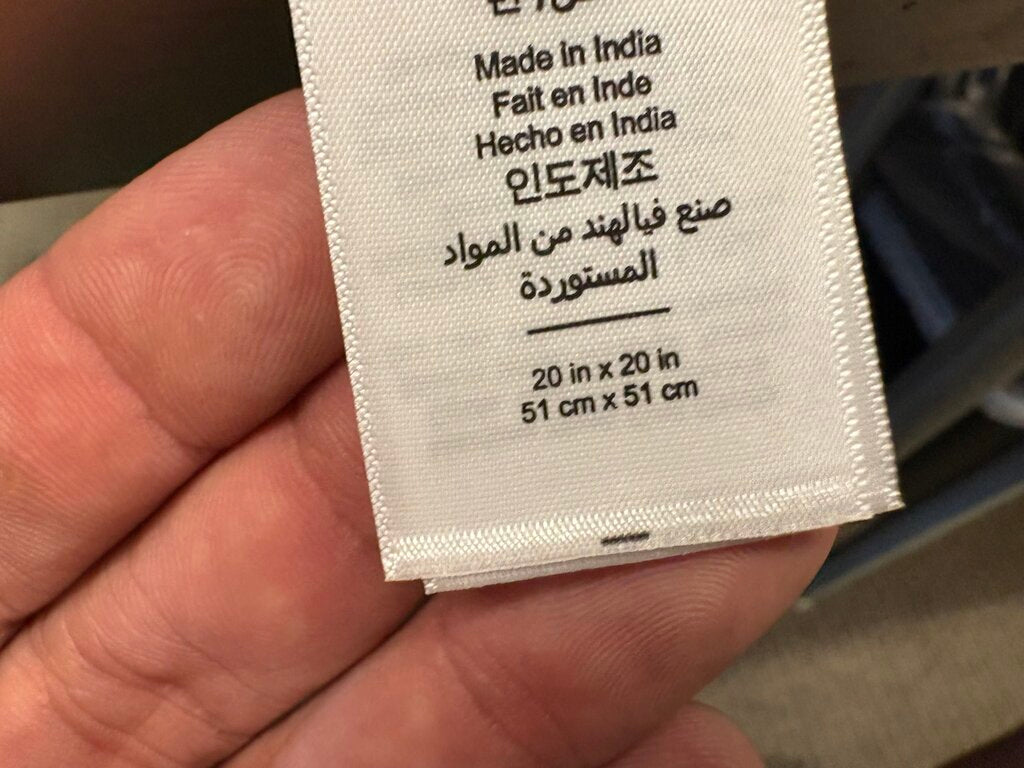 Made in India
Fait en Inde
Hecho en India
인도제조
صنع فيالهند من المواد
المستوردة
20 in x 20 in
51 cm x 51 cm